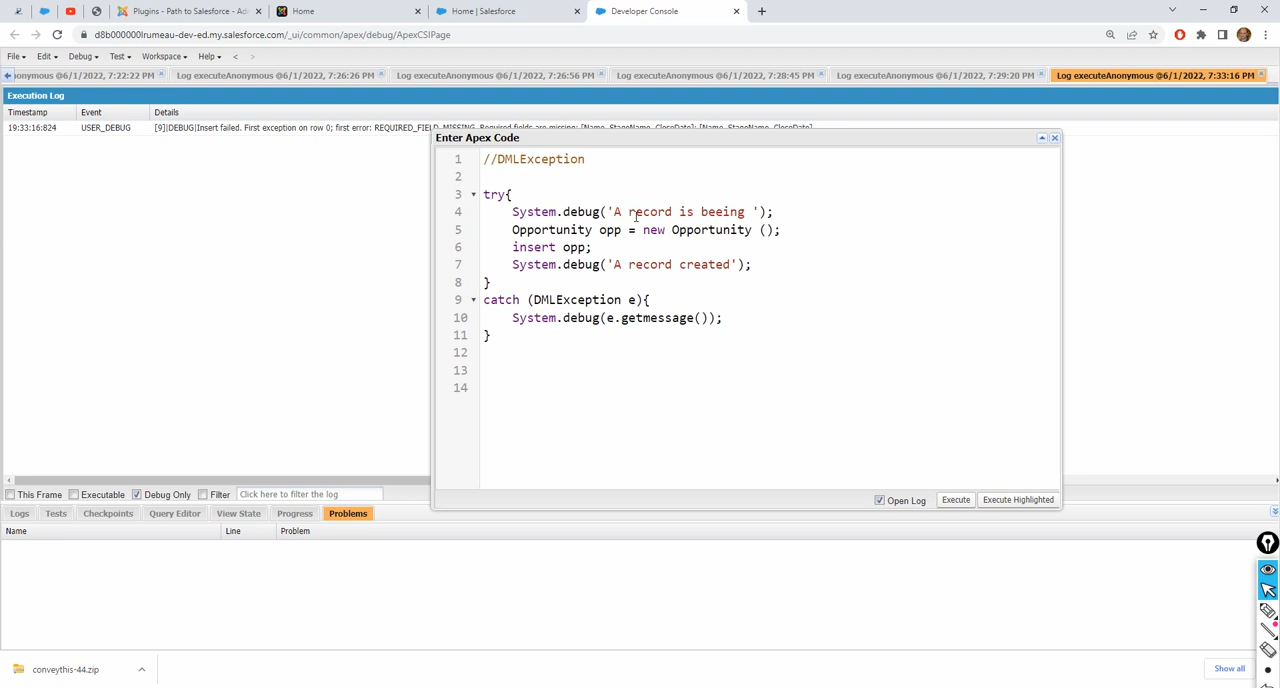 Plugins - Path to Salesforce - Ad
Home
Home | Salesforce
Developer Console
d8b000000lrumeau-dev-ed.my.salesforce.com/_ui/common/apex/debug/ApexCSIPage
File Edit Debug Test Workspace Help < >
onymous @6/1/2022, 7:22:22 PM
Log executeAnonymous @6/1/2022, 7:26:26 PM
Log executeAnonymous @6/1/2022, 7:26:56 PM
Log executeAnonymous @6/1/2022, 7:28:45 PM
Log executeAnonymous @6/1/2022, 7:29:20 PM
Log executeAnonymous @6/1/2022, 7:33:16 PM
Execution Log
Timestamp Event Details
19:33:16:824 USER_DEBUG [9]|DEBUG|Insert failed. First exception on row 0; first error: REQUIRED_FIELD_MISSING, Required fields are missing: [Name, StageName, CloseDate]: [Name, StageName, CloseDate]
Enter Apex Code
1 //DMLException
2
3 try{
4 System.debug('A record is beeing ');
5 Opportunity opp = new Opportunity ();
6 insert opp;
7 System.debug('A record created');
8 }
9 catch (DMLException e){
10 System.debug(e.getmessage());
11 }
12
13
14
Open Log Execute Execute Highlighted
This Frame Executable Debug Only Filter Click here to filter the log
Logs Tests Checkpoints Query Editor View State Progress Problems
Name Line Problem
conveythis-44.zip
Show all